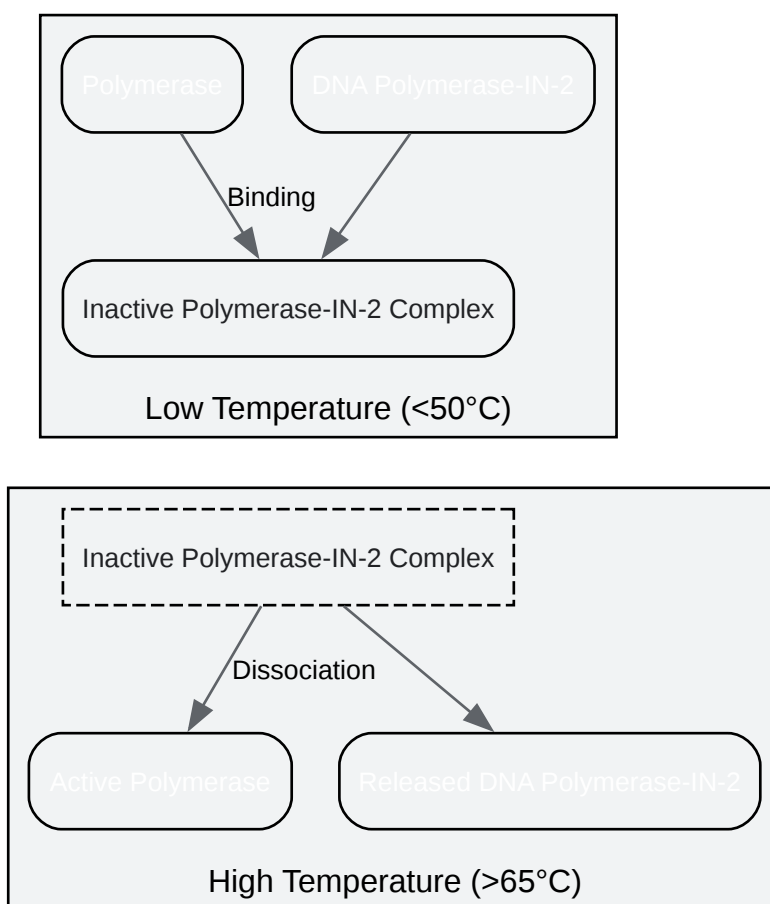 Polymerase
DNA Polymerase-IN-2
Binding
Inactive Polymerase-IN-2 Complex
Low Temperature (<50°C)
Inactive Polymerase-IN-2 Complex
Dissociation
Active Polymerase
Released DNA Polymerase-IN-2
High Temperature (>65°C)